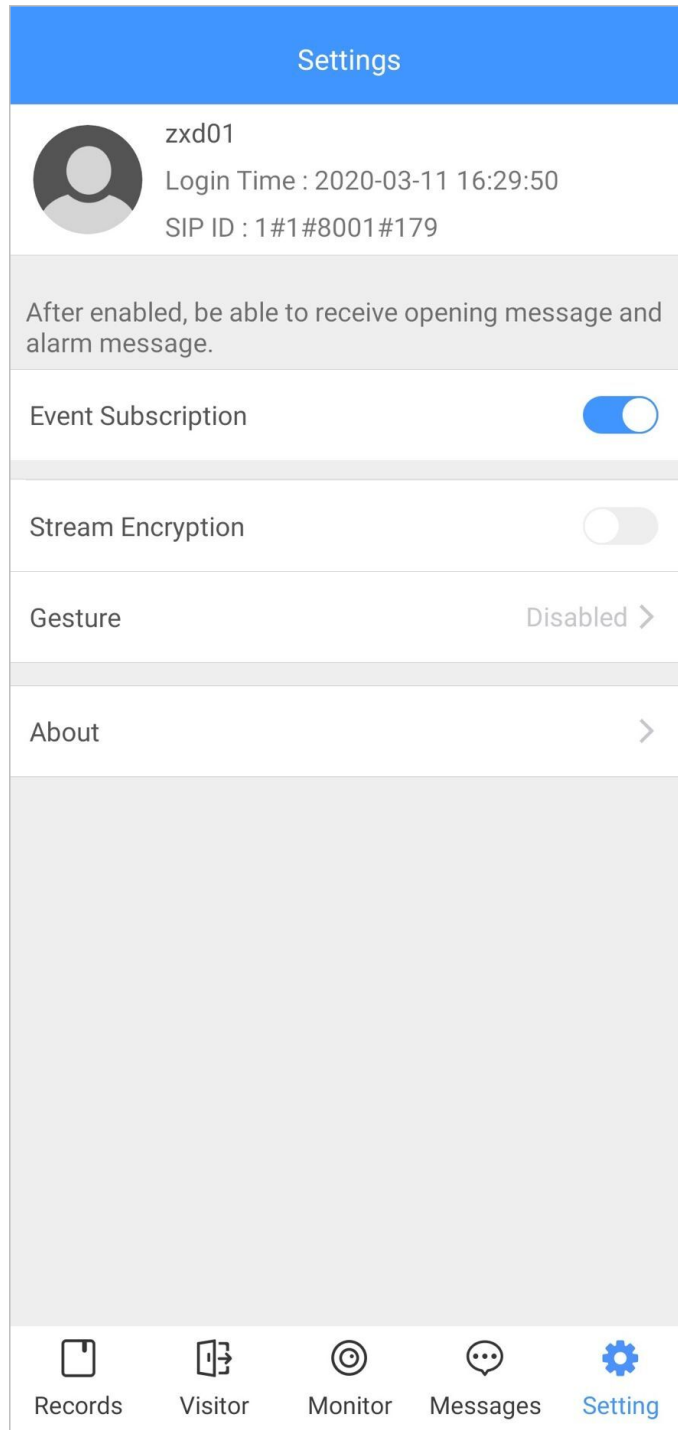 Settings
zxd01
Login Time : 2020-03-11 16:29:50
SIP ID : 1#1#8001#179
After enabled, be able to receive opening message and
alarm message.
Event Subscription
Stream Encryption
Gesture Disabled
About
Records Visitor Monitor Messages Setting